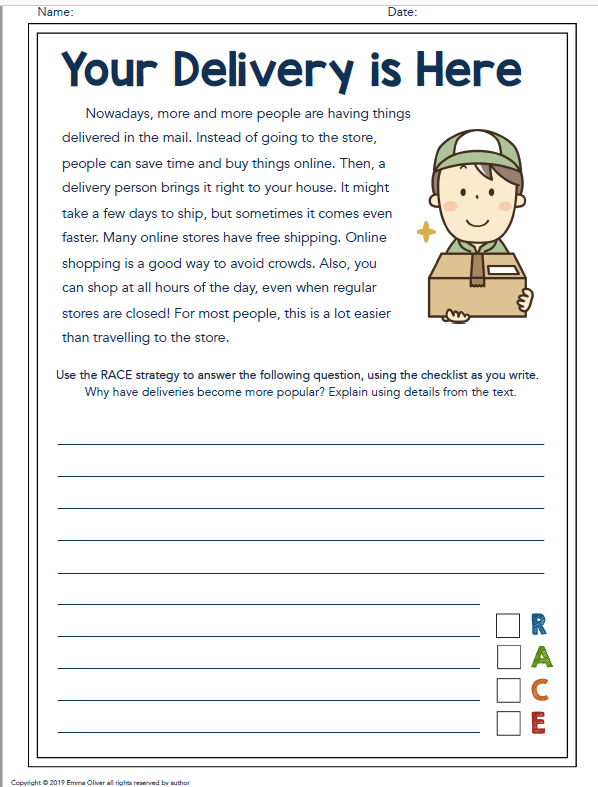 Name:
Date:
Your Delivery is Here
Nowadays, more and more people are having things
delivered in the mail. Instead of going to the store,
people can save time and buy things online. Then, a
delivery person brings it right to your house. It might
take a few days to ship, but sometimes it comes even
faster. Many online stores have free shipping. Online
shopping is a good way to avoid crowds. Also, you
can shop at all hours of the day, even when regular
stores are closed! For most people, this is a lot easier
than travelling to the store.
Use the RACE strategy to answer the following question, using the checklist as you write.
Why have deliveries become more popular? Explain using details from the text.
R
A
C
E
Copyright © 2019 Emma Oliver all rights reserved by author